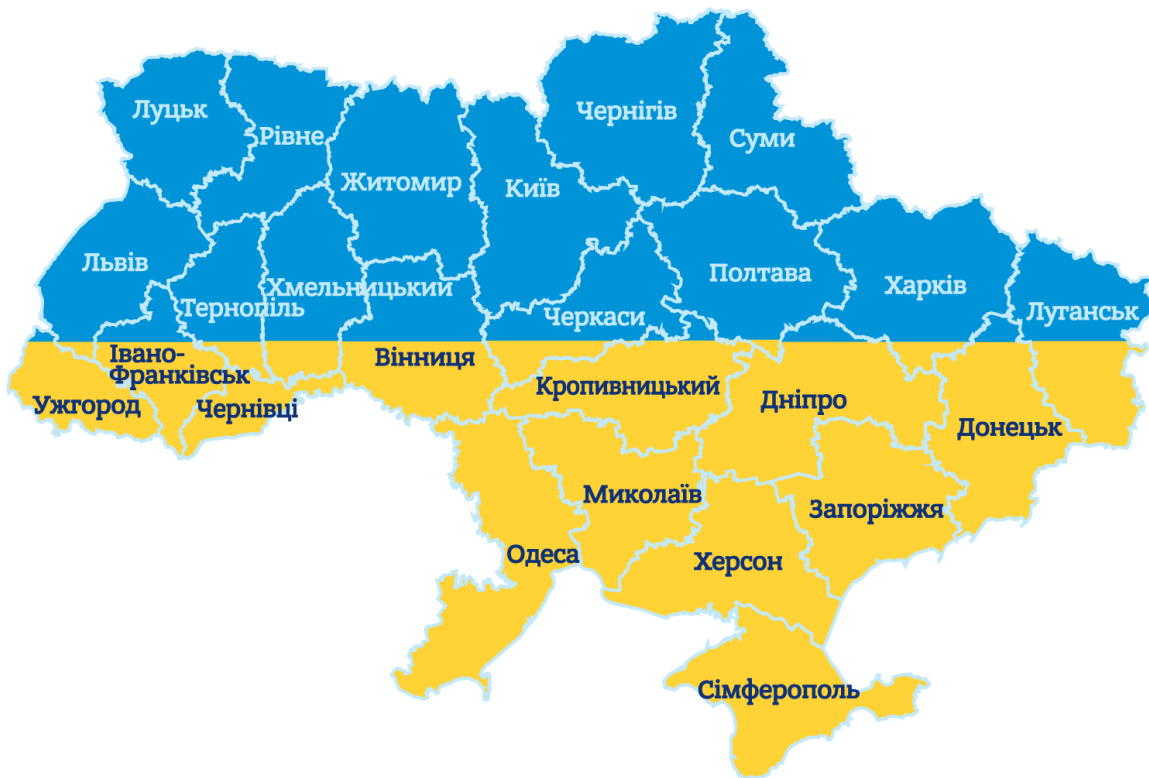 Луцьк
Рівне
Житомир
Київ
Чернігів
Суми
Львів
Тернопіль
Хмельницький
Черкаси
Полтава
Харків
Луганськ
Івано-
Франківськ
Ужгород
Чернівці
Вінниця
Кропивницький
Дніпро
Донецьк
Миколаїв
Запоріжжя
Одеса
Херсон
Сімферополь